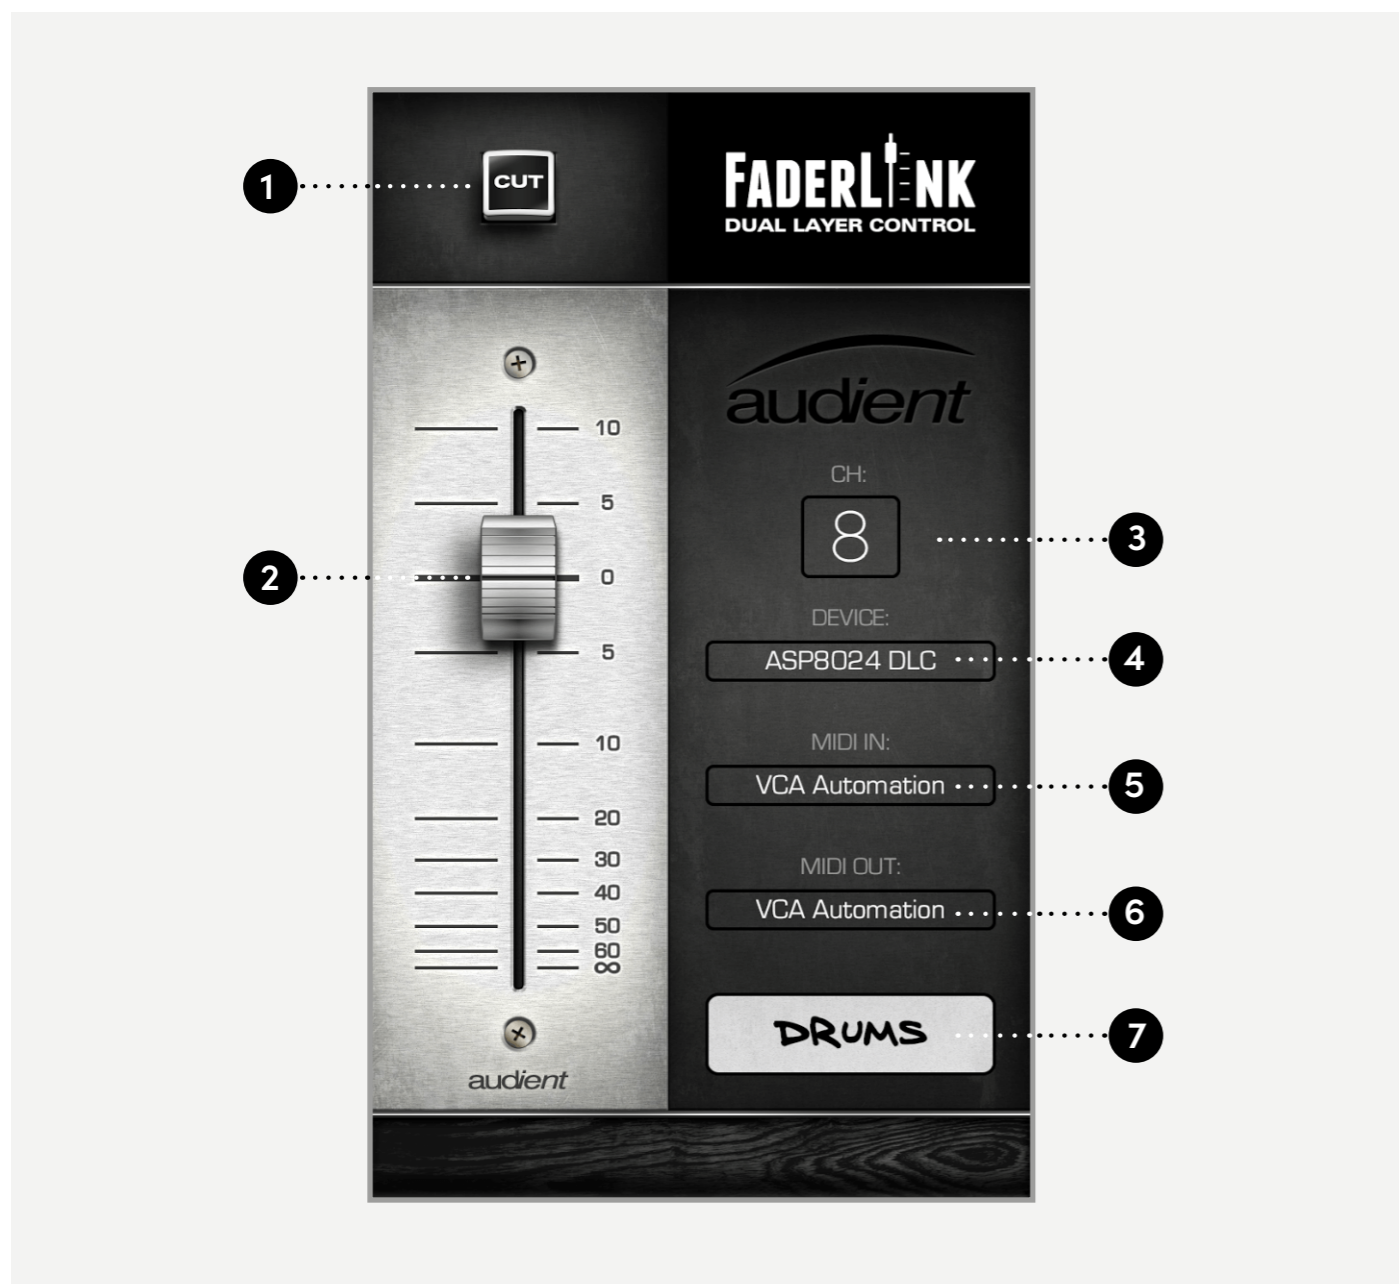 1
CUT
FADERLINK
DUAL LAYER CONTROL
10
5
2
0
5
10
20
30
40
50
60
∞
audient
audient
CH:
8
3
DEVICE:
ASP8024 DLC
4
MIDI IN:
VCA Automation
5
MIDI OUT:
VCA Automation
6
DRUMS
7